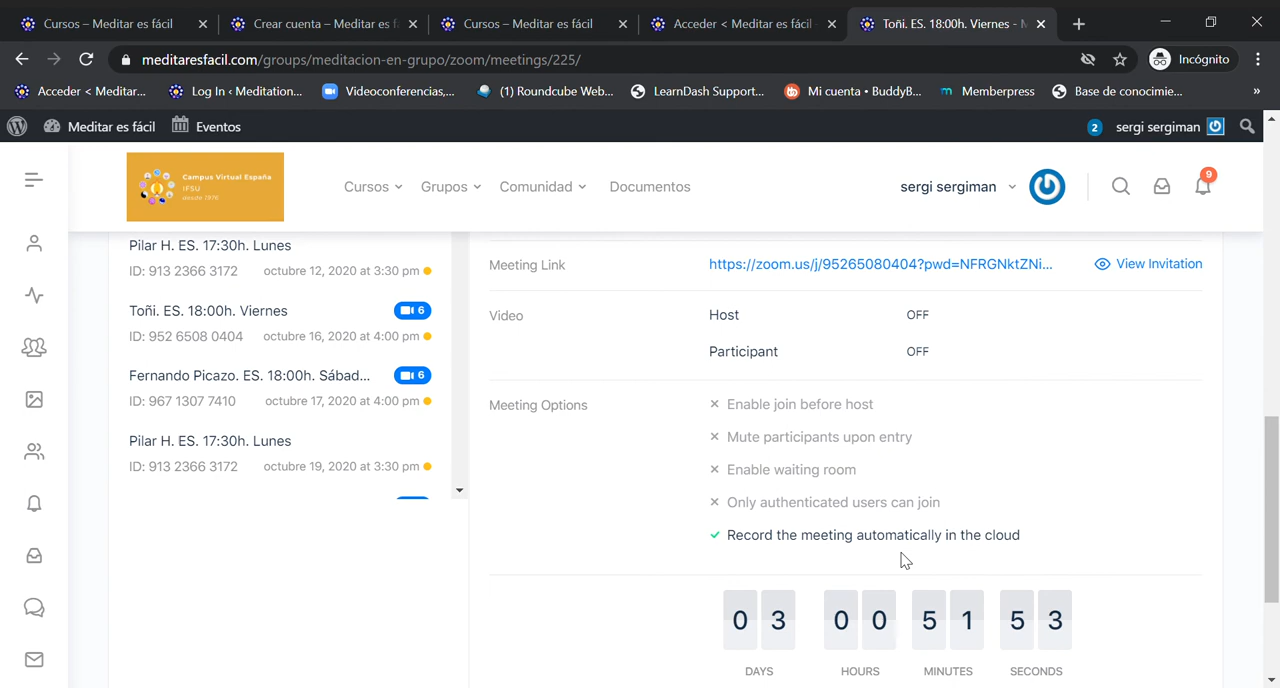 Cursos – Meditar es fácil
Crear cuenta – Meditar es f
Cursos – Meditar es fácil
Acceder < Meditar es fácil
Toñi. ES. 18:00h. Viernes -
meditaresfacil.com/groups/meditacion-en-grupo/zoom/meetings/225/
Incógnito
Acceder < Meditar...
Log In ‹ Meditation...
Videoconferencias,...
(1) Roundcube Web...
LearnDash Support...
Mi cuenta • BuddyB...
Memberpress
Base de conocimie...
»
Meditar es fácil
Eventos
2
sergi sergiman
Campus Virtual España
IFSU
desde 1976
Cursos
Grupos
Comunidad
Documentos
sergi sergiman
9
Pilar H. ES. 17:30h. Lunes
ID: 913 2366 3172 octubre 12, 2020 at 3:30 pm
Toñi. ES. 18:00h. Viernes 6
ID: 952 6508 0404 octubre 16, 2020 at 4:00 pm
Fernando Picazo. ES. 18:00h. Sábad... 6
ID: 967 1307 7410 octubre 17, 2020 at 4:00 pm
Pilar H. ES. 17:30h. Lunes
ID: 913 2366 3172 octubre 19, 2020 at 3:30 pm
Meeting Link https://zoom.us/j/95265080404?pwd=NFRGNktZNi... View Invitation
Video Host OFF
Participant OFF
Meeting Options Enable join before host
Mute participants upon entry
Enable waiting room
Only authenticated users can join
Record the meeting automatically in the cloud
03 00 51 53
DAYS HOURS MINUTES SECONDS